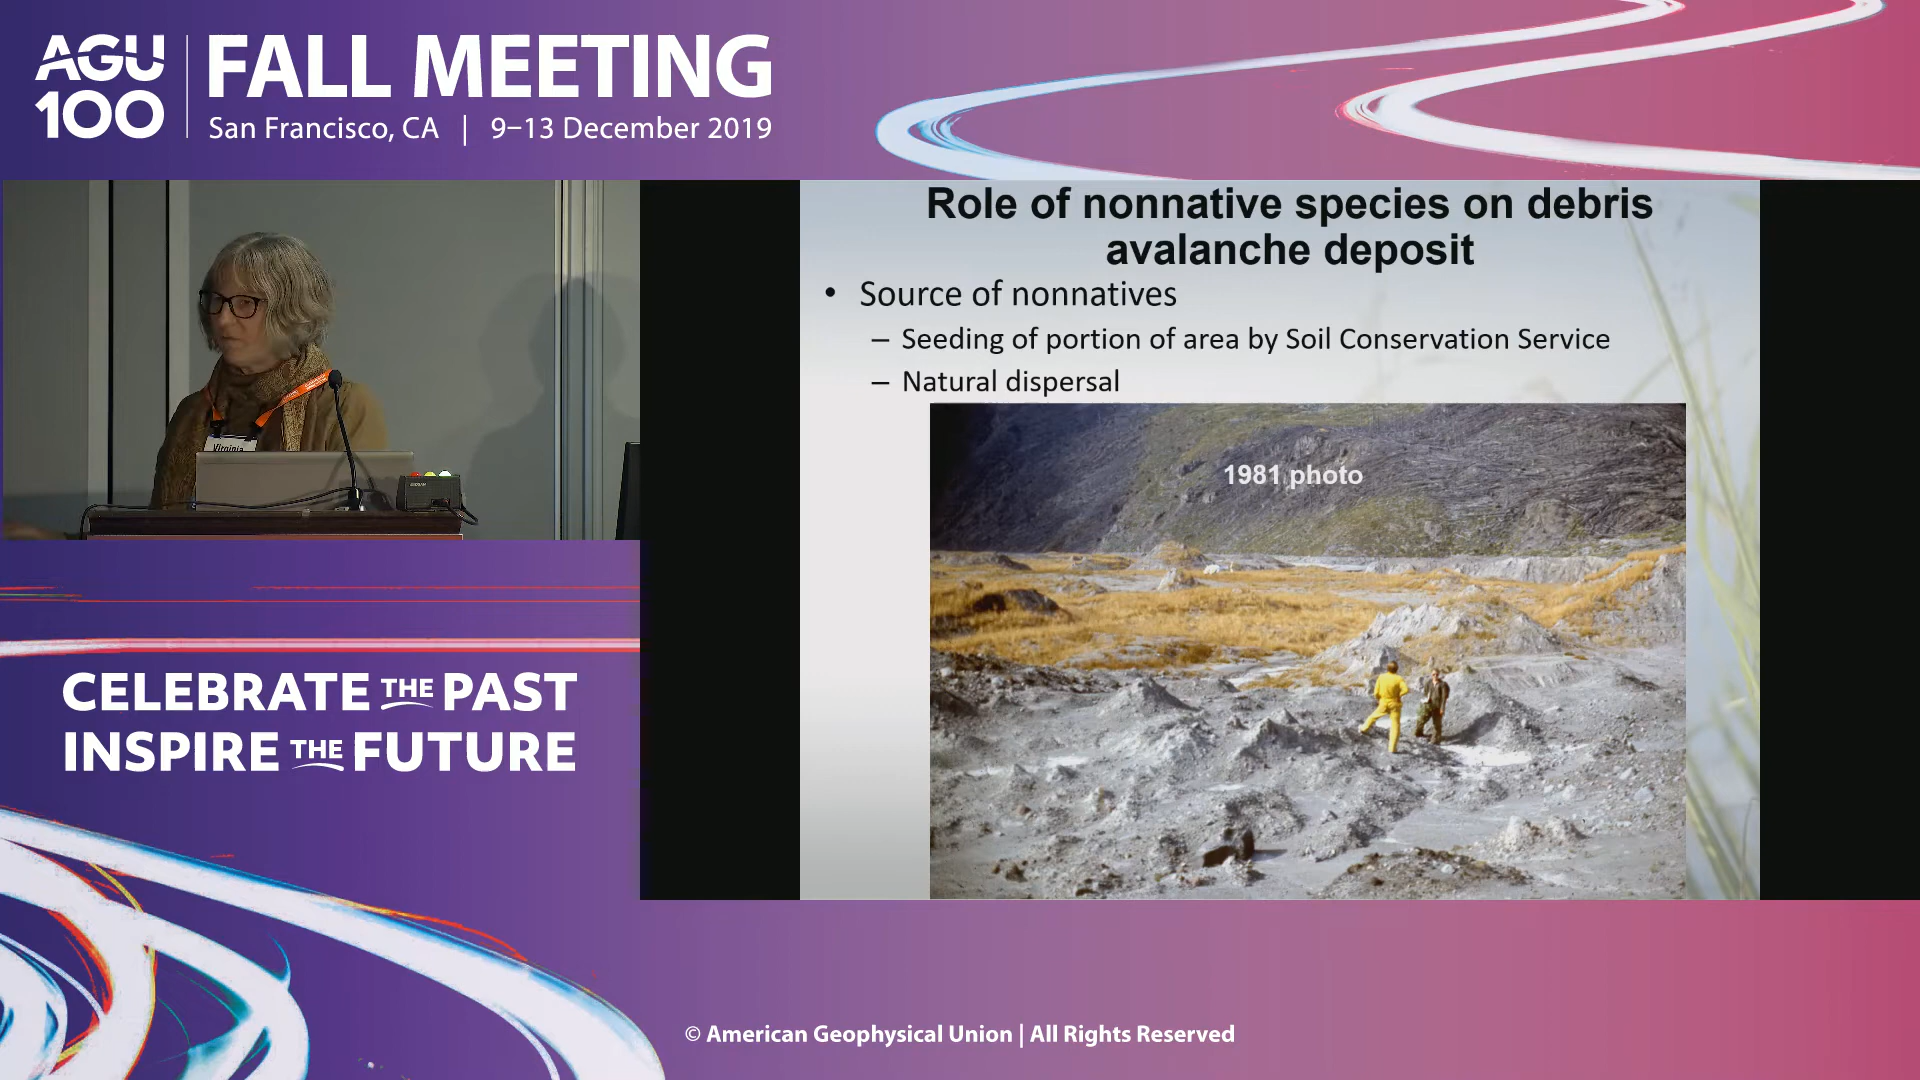 AGU
100
FALL MEETING
San Francisco, CA | 9–13 December 2019
Virginia
Role of nonnative species on debris
avalanche deposit
• Source of nonnatives
– Seeding of portion of area by Soil Conservation Service
– Natural dispersal
1981 photo
CELEBRATE THE PAST
INSPIRE THE FUTURE
© American Geophysical Union | All Rights Reserved